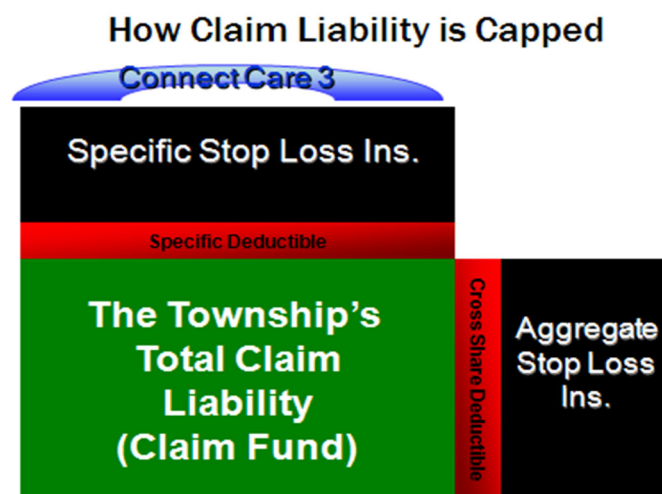 How Claim Liability is Capped
Connect Care 3
Specific Stop Loss Ins.
Specific Deductible
The Township's
Total Claim
Liability
(Claim Fund)
Cross Share Deductible
Aggregate
Stop Loss
Ins.